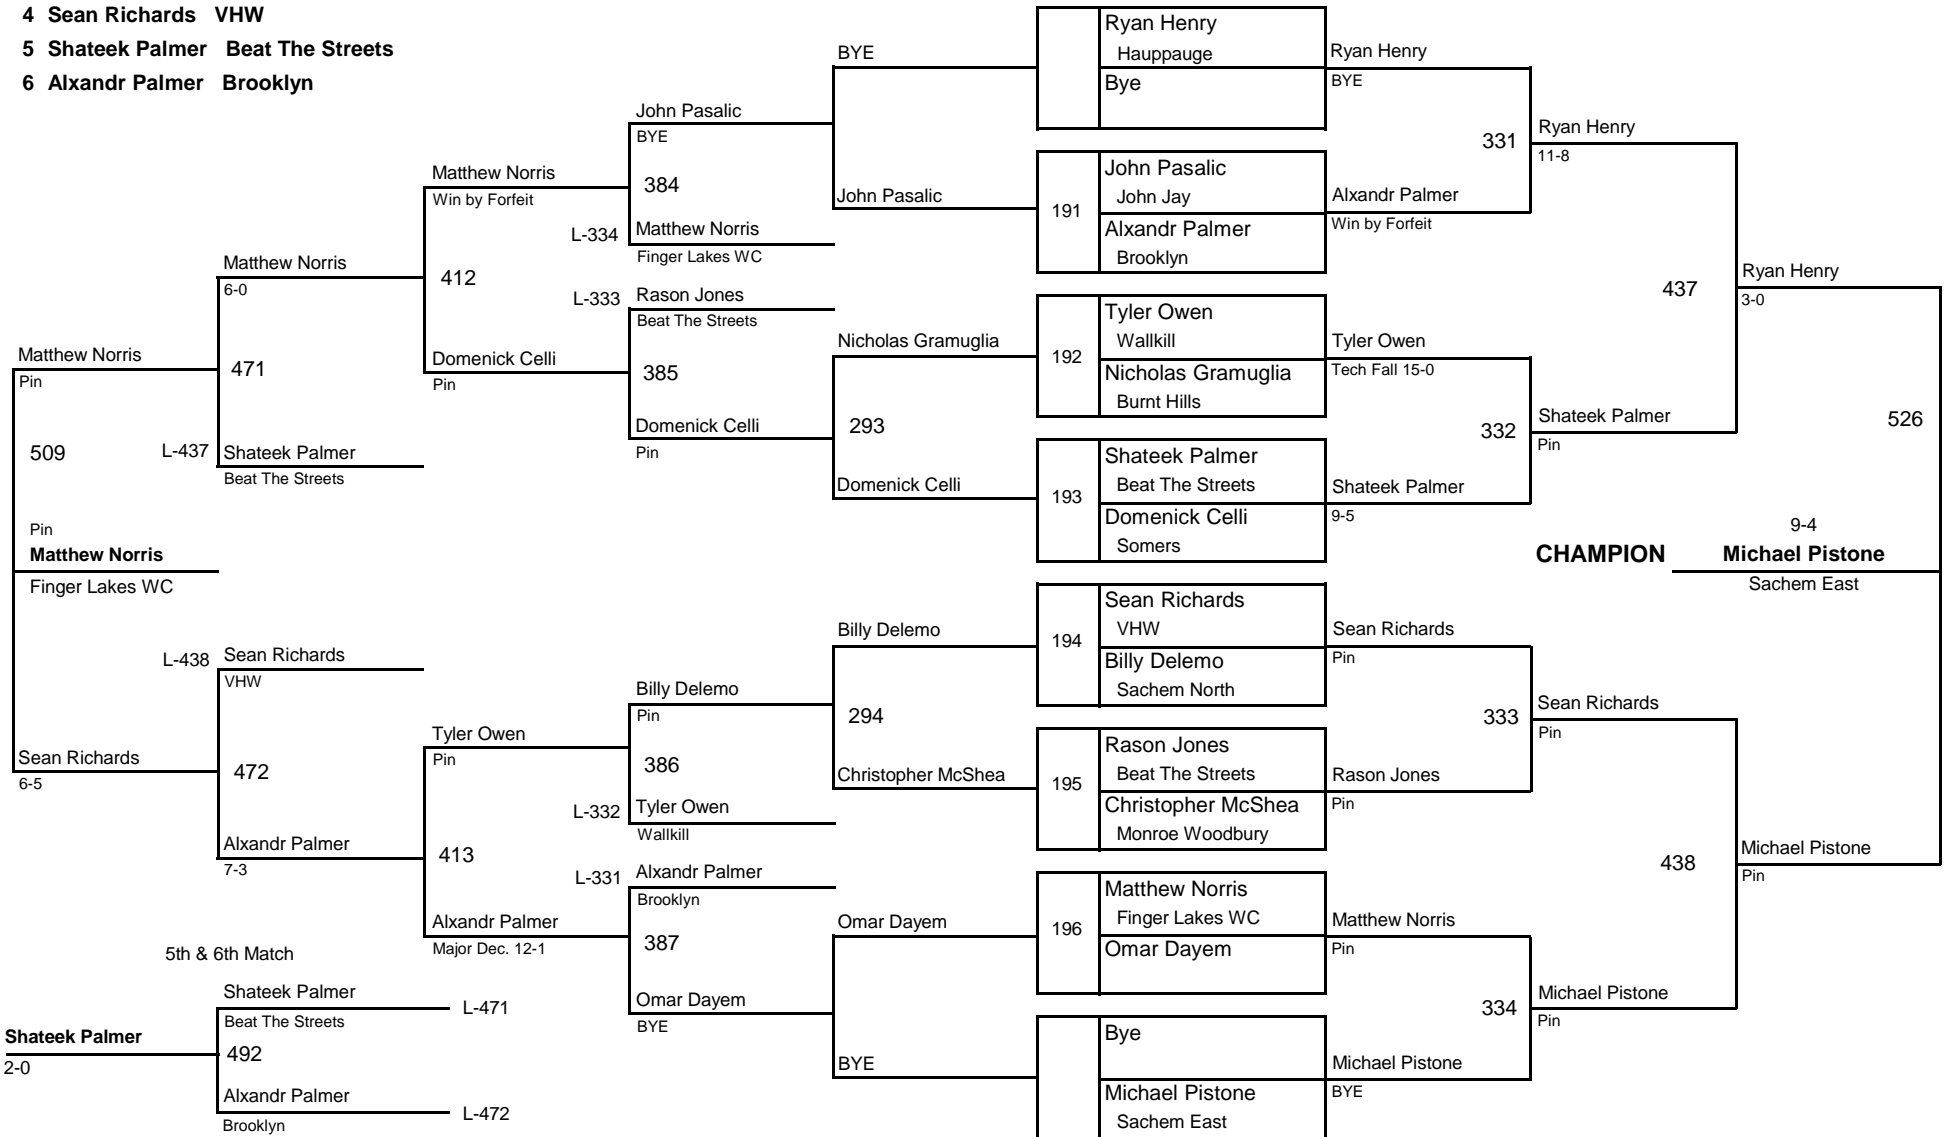 4 Sean Richards VHW
5 Shateek Palmer Beat The Streets
6 Alxandr Palmer Brooklyn
BYE
Ryan Henry
Hauppauge
Bye
Ryan Henry
BYE
John Pasalic
BYE
384
L-334
Matthew Norris
Finger Lakes WC
John Pasalic
191
John Pasalic
John Jay
Alxandr Palmer
Brooklyn
Alxandr Palmer
Win by Forfeit
331
Ryan Henry
11-8
Matthew Norris
Win by Forfeit
412
Matthew Norris
6-0
471
L-333
Rason Jones
Beat The Streets
385
Domenick Celli
Pin
Domenick Celli
Pin
Nicholas Gramuglia
293
Domenick Celli
192
Tyler Owen
Wallkill
Nicholas Gramuglia
Burnt Hills
Tyler Owen
Tech Fall 15-0
332
193
Shateek Palmer
Beat The Streets
Domenick Celli
Somers
Shateek Palmer
9-5
Shateek Palmer
Pin
437
Ryan Henry
3-0
526
Matthew Norris
Pin
509
L-437
Shateek Palmer
Beat The Streets
Pin
Matthew Norris
Finger Lakes WC
9-4
CHAMPION Michael Pistone
Sachem East
L-438
Sean Richards
VHW
472
Sean Richards
6-5
Alxandr Palmer
7-3
Tyler Owen
Pin
413
Alxandr Palmer
Major Dec. 12-1
Billy Delemo
Pin
386
L-332
Tyler Owen
Wallkill
L-331
Alxandr Palmer
Brooklyn
387
Omar Dayem
BYE
Billy Delemo
294
Christopher McShea
Omar Dayem
BYE
194
Sean Richards
VHW
Billy Delemo
Sachem North
Sean Richards
Pin
333
195
Rason Jones
Beat The Streets
Christopher McShea
Monroe Woodbury
Rason Jones
Pin
Sean Richards
Pin
438
Michael Pistone
Pin
196
Matthew Norris
Finger Lakes WC
Omar Dayem
Matthew Norris
Pin
334
Michael Pistone
Pin
Bye
Michael Pistone
Sachem East
Michael Pistone
BYE
5th & 6th Match
Shateek Palmer
Beat The Streets
L-471
Shateek Palmer
2-0
492
Alxandr Palmer
Brooklyn
L-472